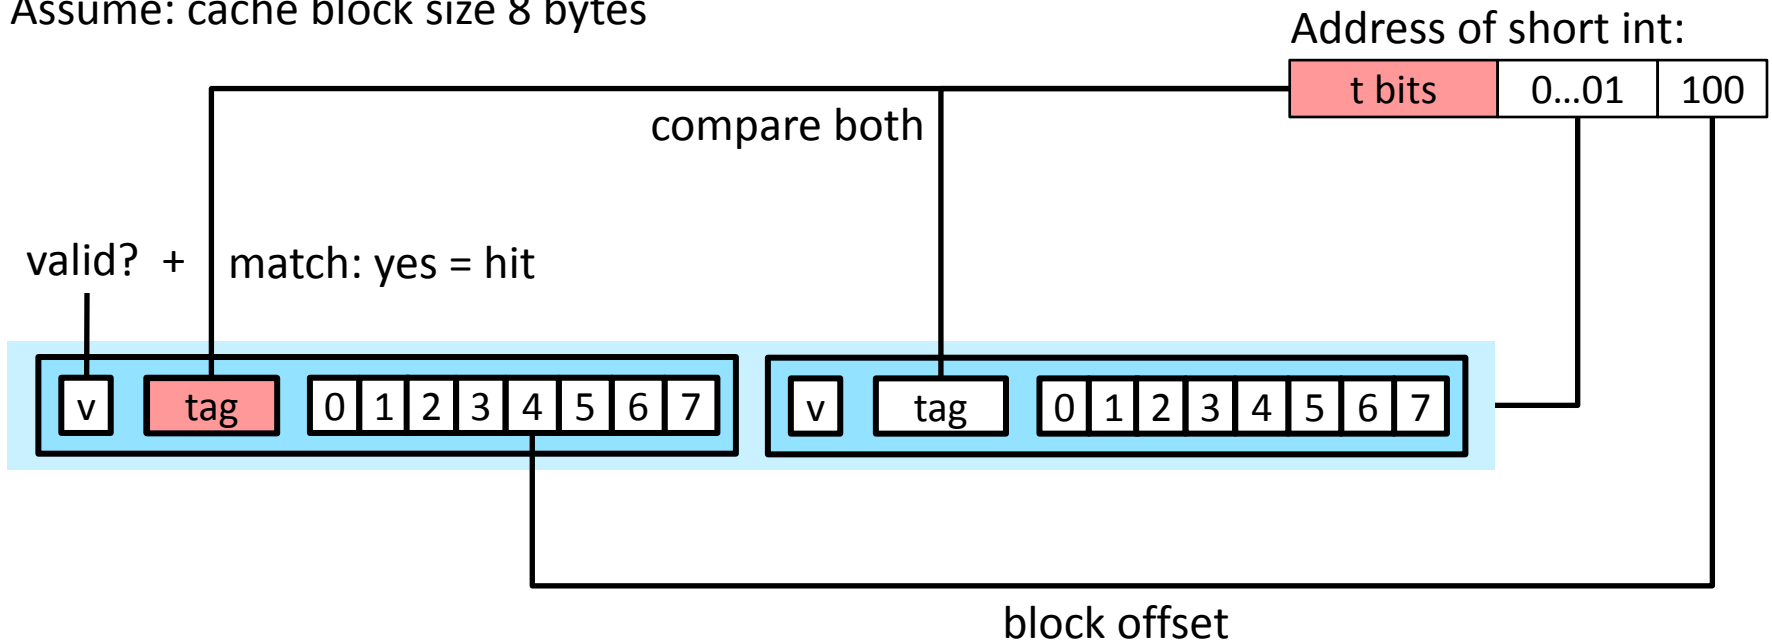 Assume: cache block size 8 bytes
Address of short int:
t bits 0...01 100
compare both
valid? + match: yes = hit
v tag 0 1 2 3 4 5 6 7 v tag 0 1 2 3 4 5 6 7
block offset